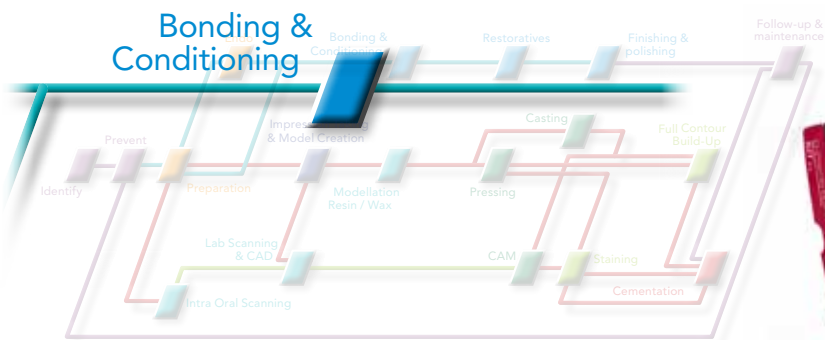 Bonding &
Conditioning
Bonding &
Conditioning
Restoratives
Finishing &
polishing
Follow-up &
maintenance
Casting
& Model Creation
Full Contour
Build-Up
Prevent
Identify
Preparation
Modellation
Resin / Wax
Pressing
Lab Scanning
& CAD
CAM
Staining
Cementation
Intra Oral Scanning